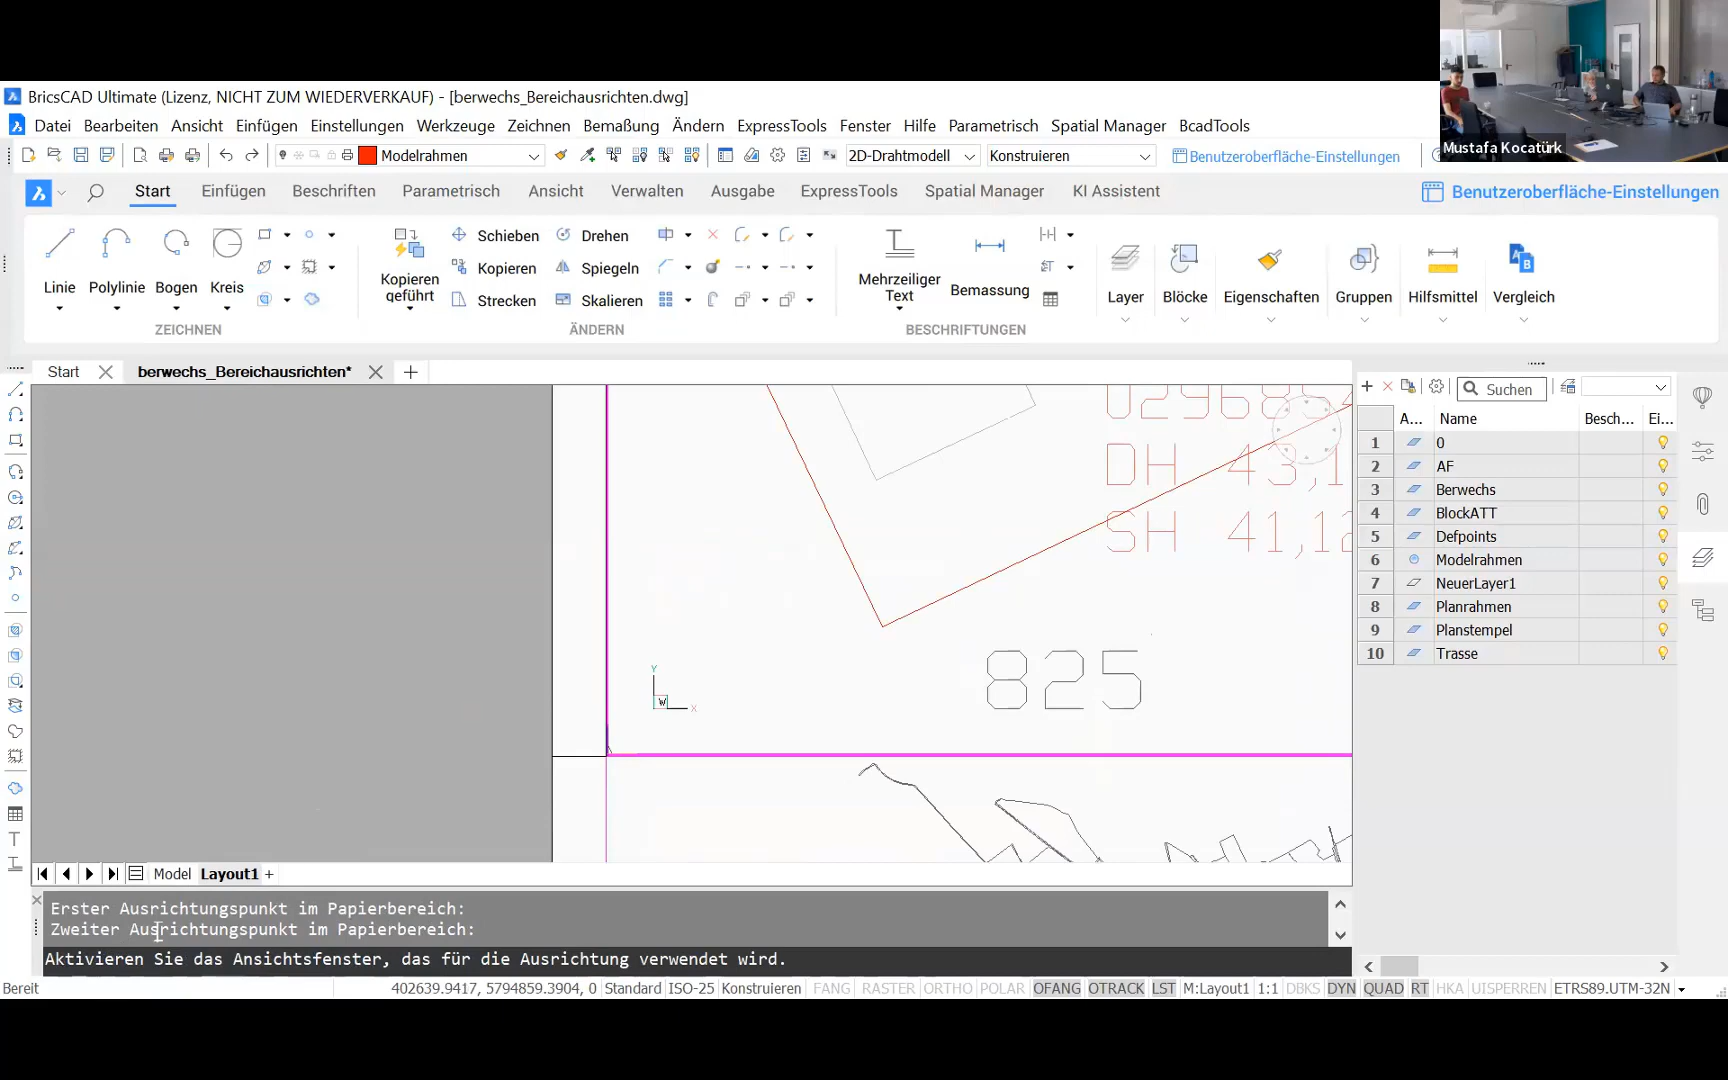 Mustafa Kocatürk
BricsCAD Ultimate (Lizenz, NICHT ZUM WIEDERVERKAUF) - [berwechs_Bereichausrichten.dwg]
Datei Bearbeiten Ansicht Einfügen Einstellungen Werkzeuge Zeichnen Bemaßung Ändern ExpressTools Fenster Hilfe Parametrisch Spatial Manager BcadTools
Modelrahmen 2D-Drahtmodell Konstruieren Benutzeroberfläche-Einstellungen
Start Einfügen Beschriften Parametrisch Ansicht Verwalten Ausgabe ExpressTools Spatial Manager KI Assistent Benutzeroberfläche-Einstellungen
Linie Polylinie Bogen Kreis
ZEICHNEN
Kopieren geführt
Schieben Drehen
Kopieren Spiegeln
Strecken Skalieren
ÄNDERN
Mehrzeiliger Text
Bemassung
BESCHRIFTUNGEN
Layer Blöcke Eigenschaften Gruppen Hilfsmittel Vergleich
Start berwechs_Bereichausrichten*
DH 43,1
SH 41,12
825
Y
W
X
Suchen
A... Name Besch... Ei...
1 0
2 AF
3 Berwechs
4 BlockATT
5 Defpoints
6 Modelrahmen
7 NeuerLayer1
8 Planrahmen
9 Planstempel
10 Trasse
Model Layout1 +
Erster Ausrichtungspunkt im Papierbereich:
Zweiter Ausrichtungspunkt im Papierbereich:
Aktivieren Sie das Ansichtsfenster, das für die Ausrichtung verwendet wird.
Bereit 402639.9417, 5794859.3904, 0 Standard ISO-25 Konstruieren FANG RASTER ORTHO POLAR OFANG OTRACK LST M:Layout1 1:1 DBKS DYN QUAD RT HKA UISPERREN ETRS89.UTM-32N